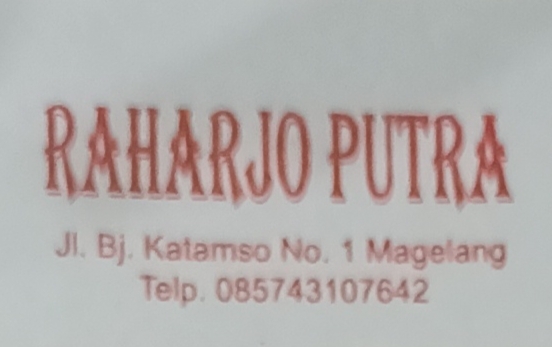 RAHARJO PUTRA
Jl. Bj. Katamso No. 1 Magelang
Telp. 085743107642